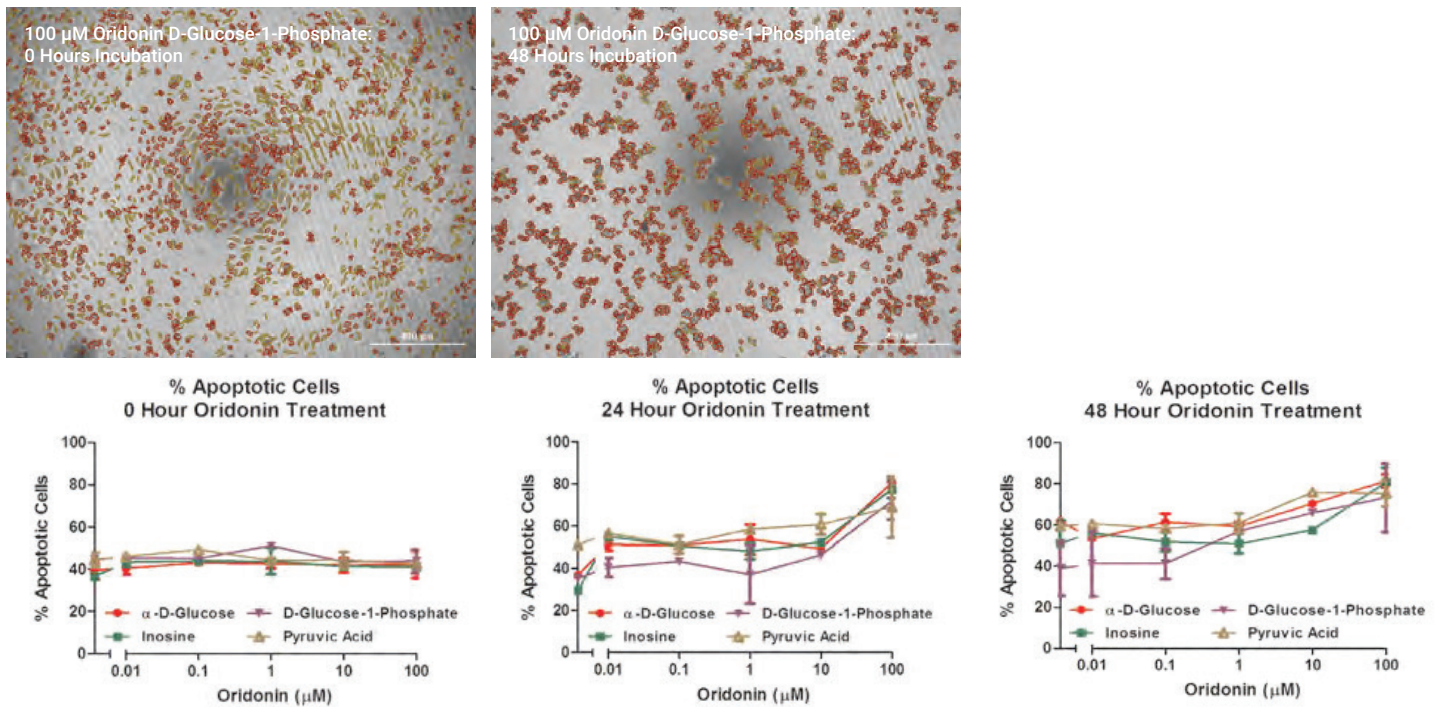 100 µM Oridonin D-Glucose-1-Phosphate:
0 Hours Incubation
100 µM Oridonin D-Glucose-1-Phosphate:
48 Hours Incubation
% Apoptotic Cells
0 Hour Oridonin Treatment
100
80
60
40
20
0
% Apoptotic Cells
α-D-Glucose
D-Glucose-1-Phosphate
Inosine
Pyruvic Acid
0.01
0.1
1
10
100
Oridonin (µM)
% Apoptotic Cells
24 Hour Oridonin Treatment
100
80
60
40
20
0
% Apoptotic Cells
α-D-Glucose
D-Glucose-1-Phosphate
Inosine
Pyruvic Acid
0.01
0.1
1
10
100
Oridonin (µM)
% Apoptotic Cells
48 Hour Oridonin Treatment
100
80
60
40
20
0
% Apoptotic Cells
α-D-Glucose
D-Glucose-1-Phosphate
Inosine
Pyruvic Acid
0.01
0.1
1
10
100
Oridonin (µM)